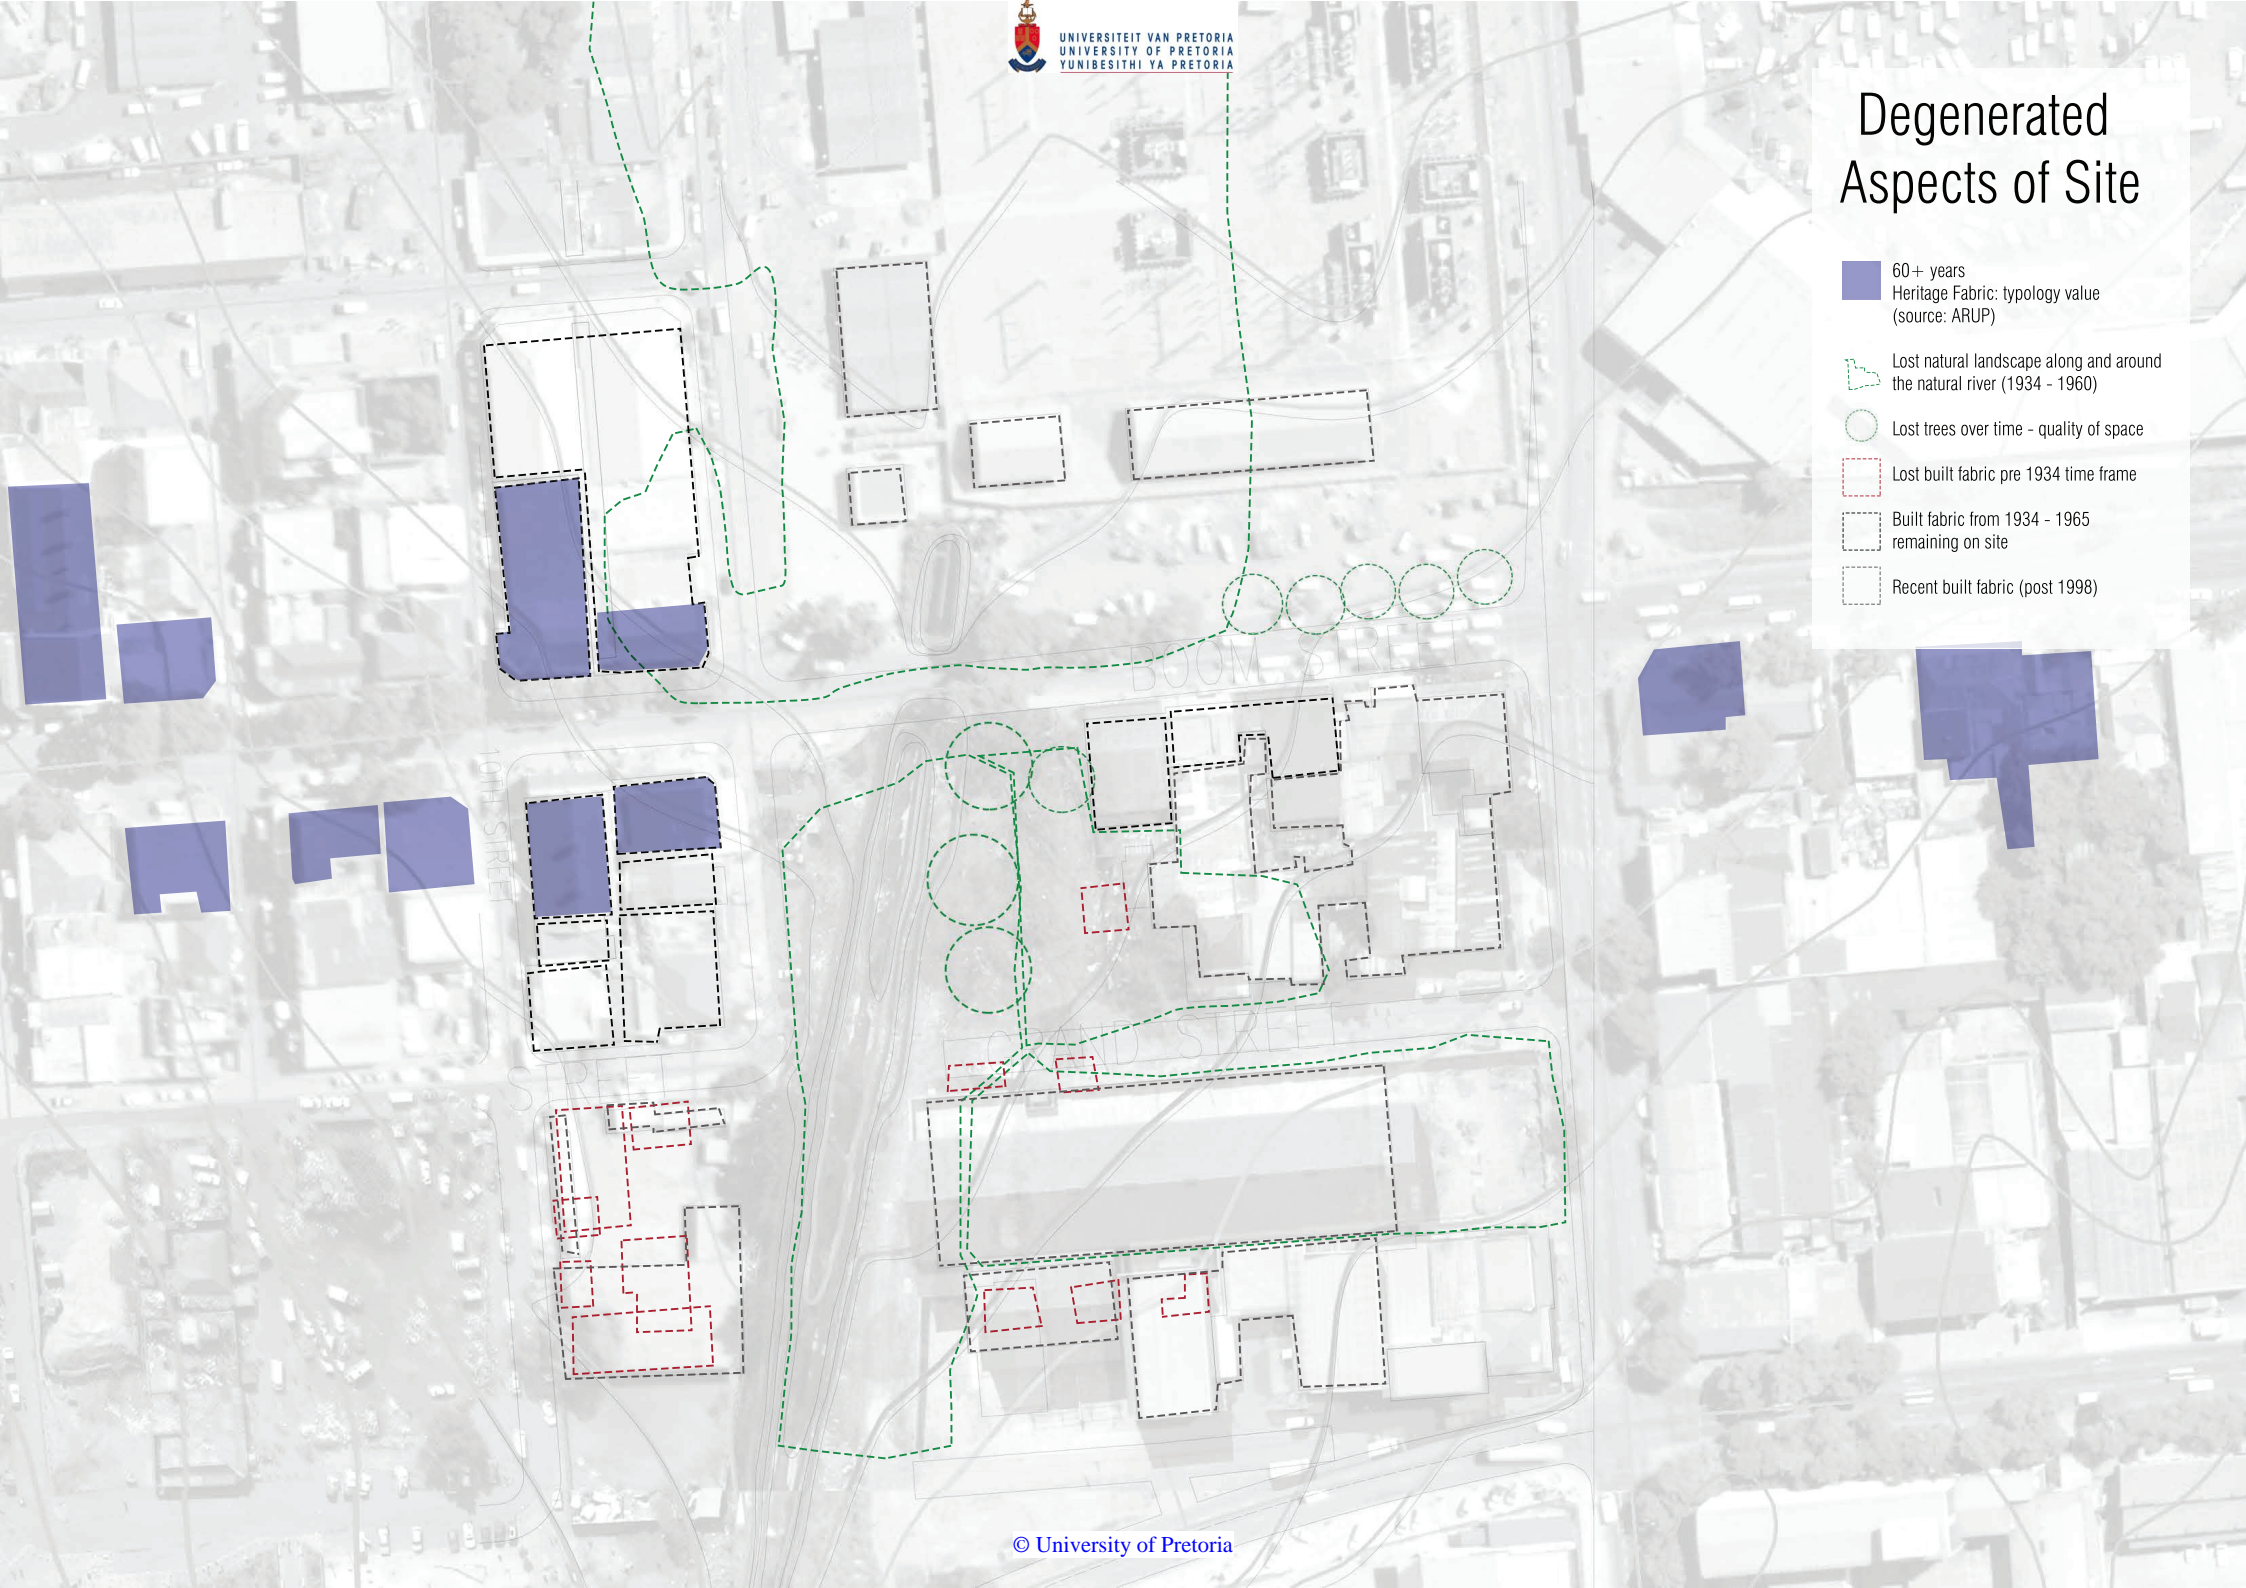 UNIVERSITEIT VAN PRETORIA
UNIVERSITY OF PRETORIA
YUNIBESITHI YA PRETORIA
Degenerated
Aspects of Site
60+ years
Heritage Fabric: typology value
(source: ARUP)
Lost natural landscape along and around
the natural river (1934 - 1960)
Lost trees over time - quality of space
Lost built fabric pre 1934 time frame
Built fabric from 1934 - 1965
remaining on site
Recent built fabric (post 1998)
BOOM STREET
STREET
STREET
STREET
© University of Pretoria